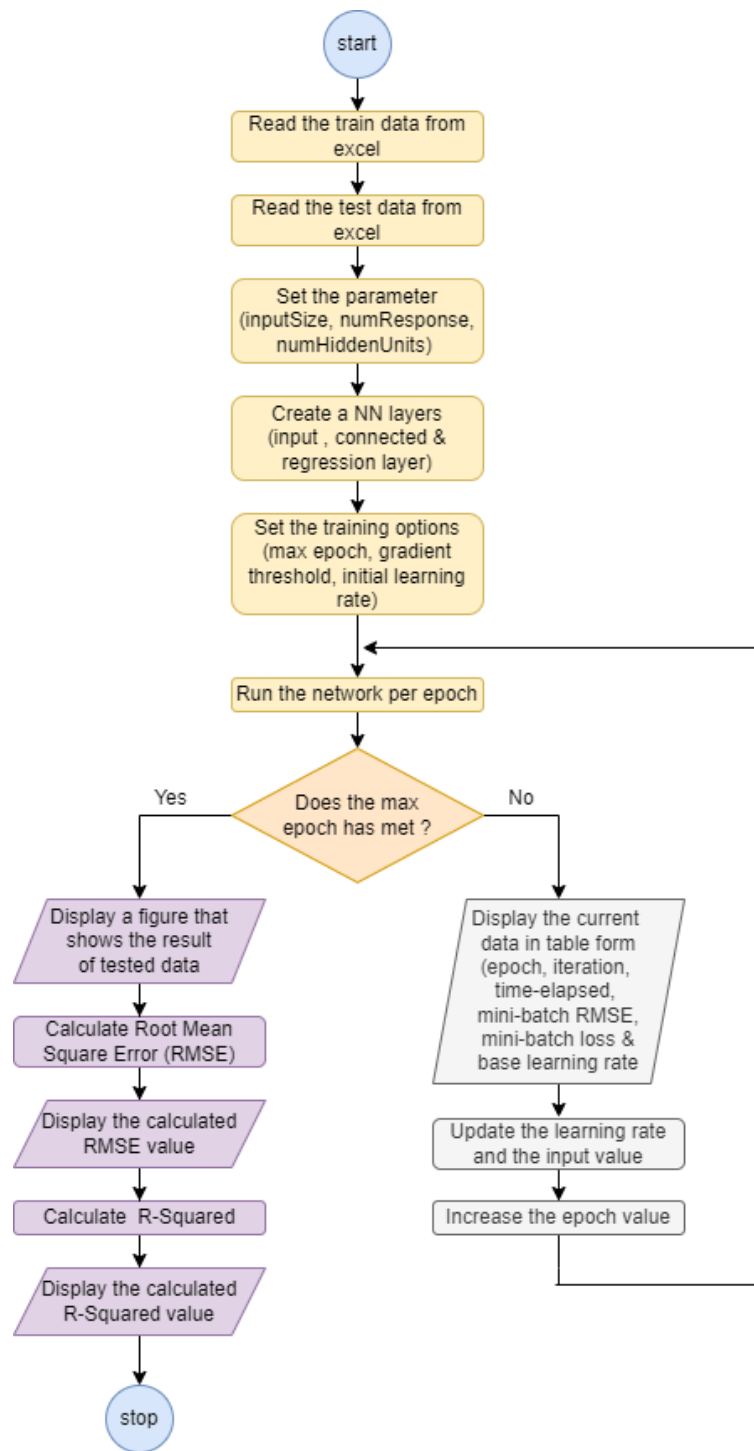 start
Read the train data from
excel
Read the test data from
excel
Set the parameter
(inputSize, numResponse,
numHiddenUnits)
Create a NN layers
(input , connected &
regression layer)
Set the training options
(max epoch, gradient
threshold, initial learning
rate)
Run the network per epoch
Does the max
epoch has met ?
Yes
No
Display a figure that
shows the result
of tested data
Calculate Root Mean
Square Error (RMSE)
Display the calculated
RMSE value
Calculate R-Squared
Display the calculated
R-Squared value
stop
Display the current
data in table form
(epoch, iteration,
time-elapsed,
mini-batch RMSE,
mini-batch loss &
base learning rate
Update the learning rate
and the input value
Increase the epoch value